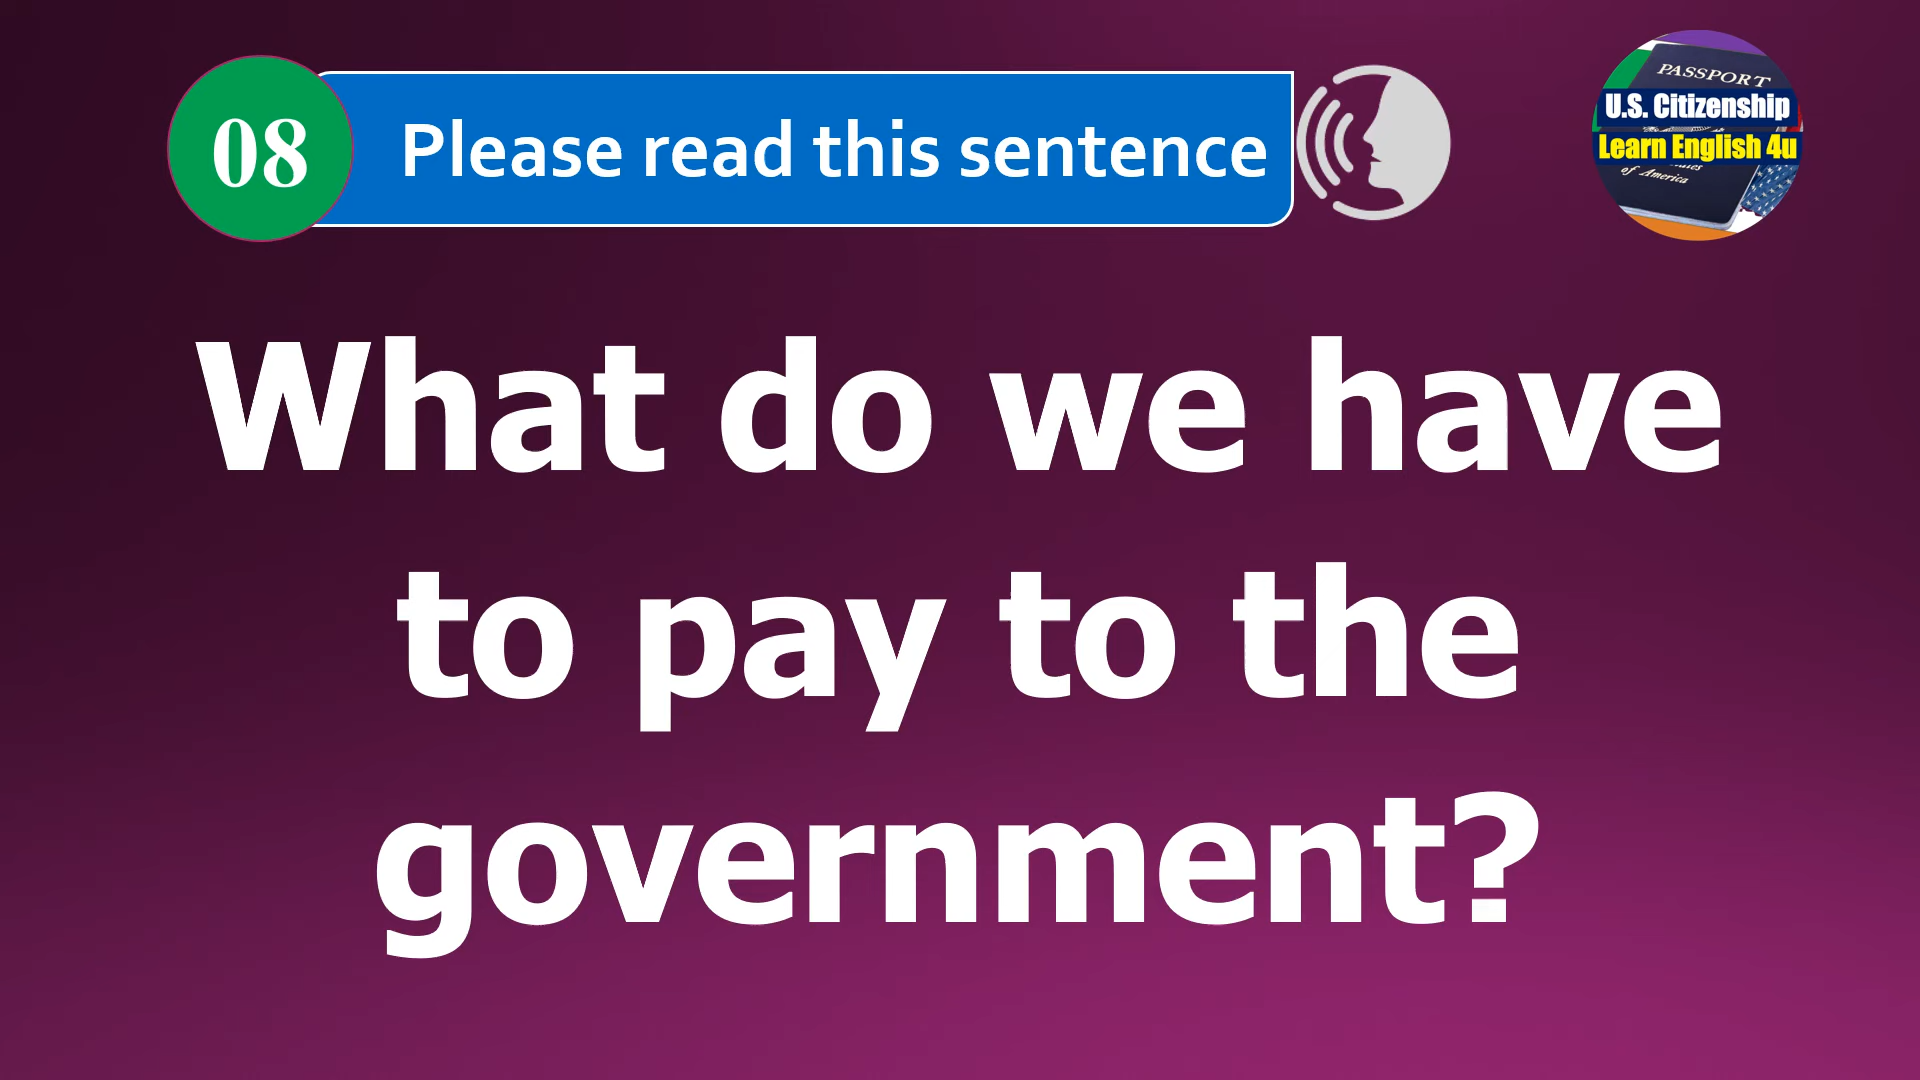 08
Please read this sentence
PASSPORT
U.S. Citizenship
Learn English 4u
of America
What do we have
to pay to the
government?